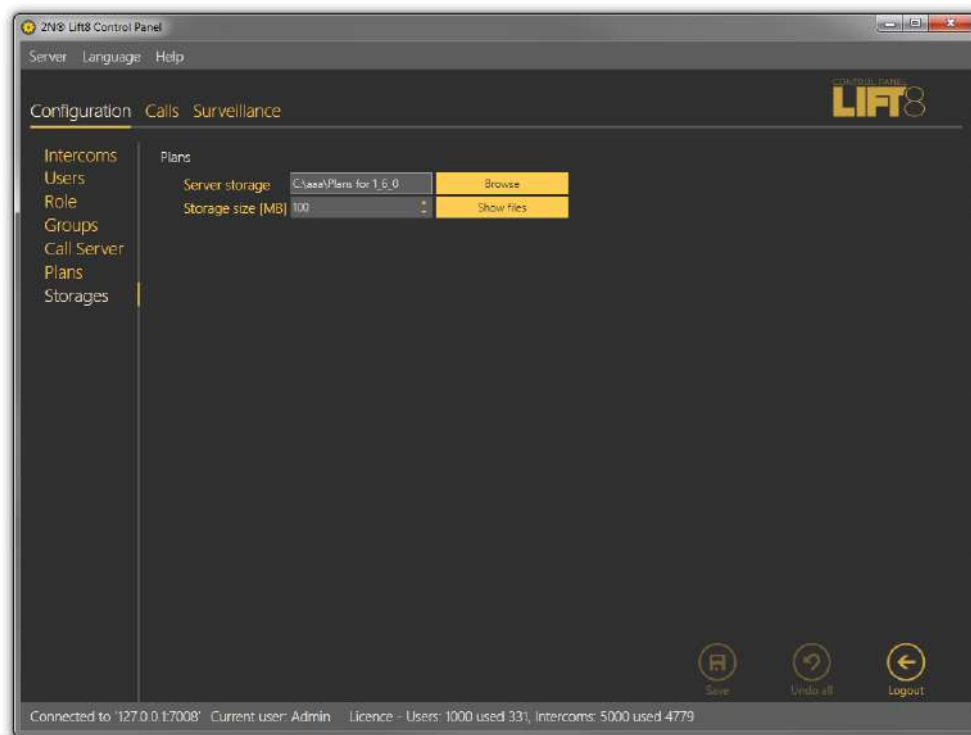 2N® Lift8 Control Panel
Server Language Help
CONTROL PANEL
LIFT8
Configuration Calls Surveillance
Intercoms
Users
Role
Groups
Call Server
Plans
Storages
Plans
Server storage C:\aaa\Plans for 1_6_0 Browse
Storage size [MB] 100 Show files
Save Undo all Logout
Connected to '127.0.0.1:7008' Current user: Admin Licence - Users: 1000 used 331, Intercoms: 5000 used 4779